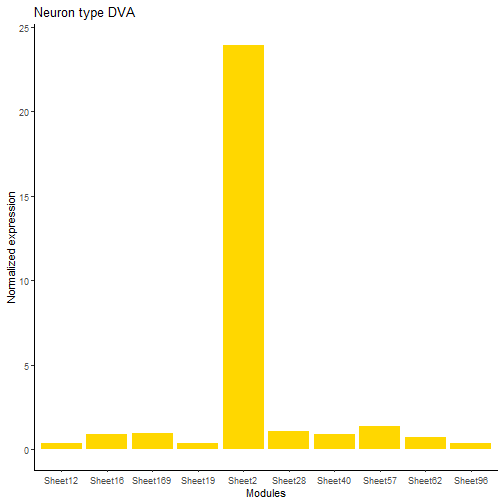 Neuron type DVA
25
20
15
10
5
0
Normalized expression
Sheet12 Sheet16 Sheet169 Sheet19 Sheet2 Sheet28 Sheet40 Sheet57 Sheet62 Sheet96
Modules